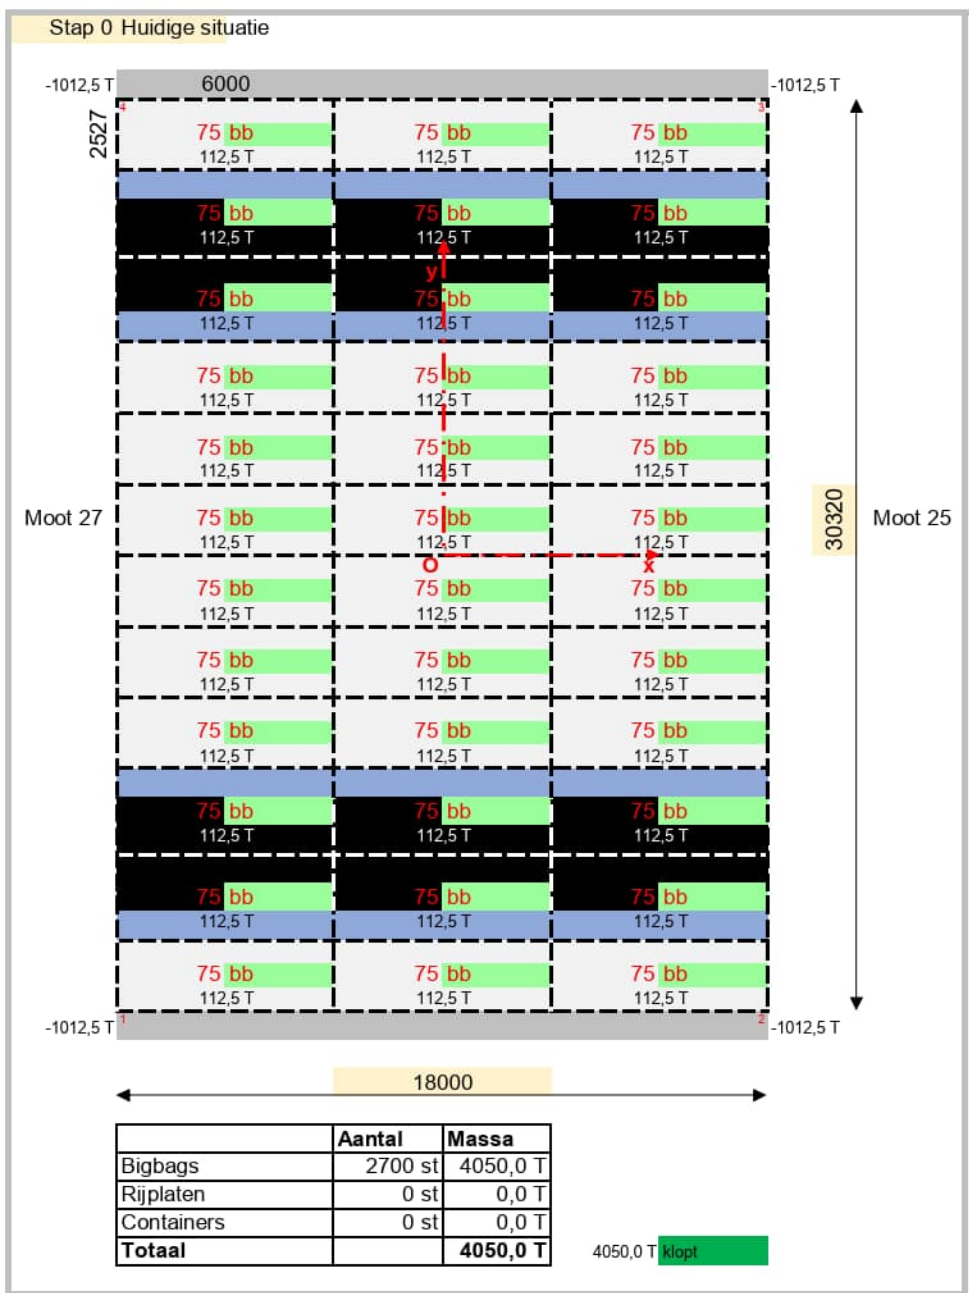 Stap 0 Huidige situatie
-1012,5 T 6000 -1012,5 T
4 3
2527
75 bb 75 bb 75 bb
112,5 T 112,5 T 112,5 T
75 bb 75 bb 75 bb
112,5 T 112,5 T 112,5 T
y
75 bb 75 bb 75 bb
112,5 T 112,5 T 112,5 T
75 bb 75 bb 75 bb
112,5 T 112,5 T 112,5 T
75 bb 75 bb 75 bb
112,5 T 112,5 T 112,5 T
Moot 27 75 bb 75 bb 75 bb 30320 Moot 25
112,5 T 112,5 T 112,5 T
O x
75 bb 75 bb 75 bb
112,5 T 112,5 T 112,5 T
75 bb 75 bb 75 bb
112,5 T 112,5 T 112,5 T
75 bb 75 bb 75 bb
112,5 T 112,5 T 112,5 T
75 bb 75 bb 75 bb
112,5 T 112,5 T 112,5 T
75 bb 75 bb 75 bb
112,5 T 112,5 T 112,5 T
75 bb 75 bb 75 bb
112,5 T 112,5 T 112,5 T
1 2
-1012,5 T -1012,5 T
18000
Aantal Massa
Bigbags 2700 st 4050,0 T
Rijplaten 0 st 0,0 T
Containers 0 st 0,0 T
Totaal 4050,0 T 4050,0 T klopt